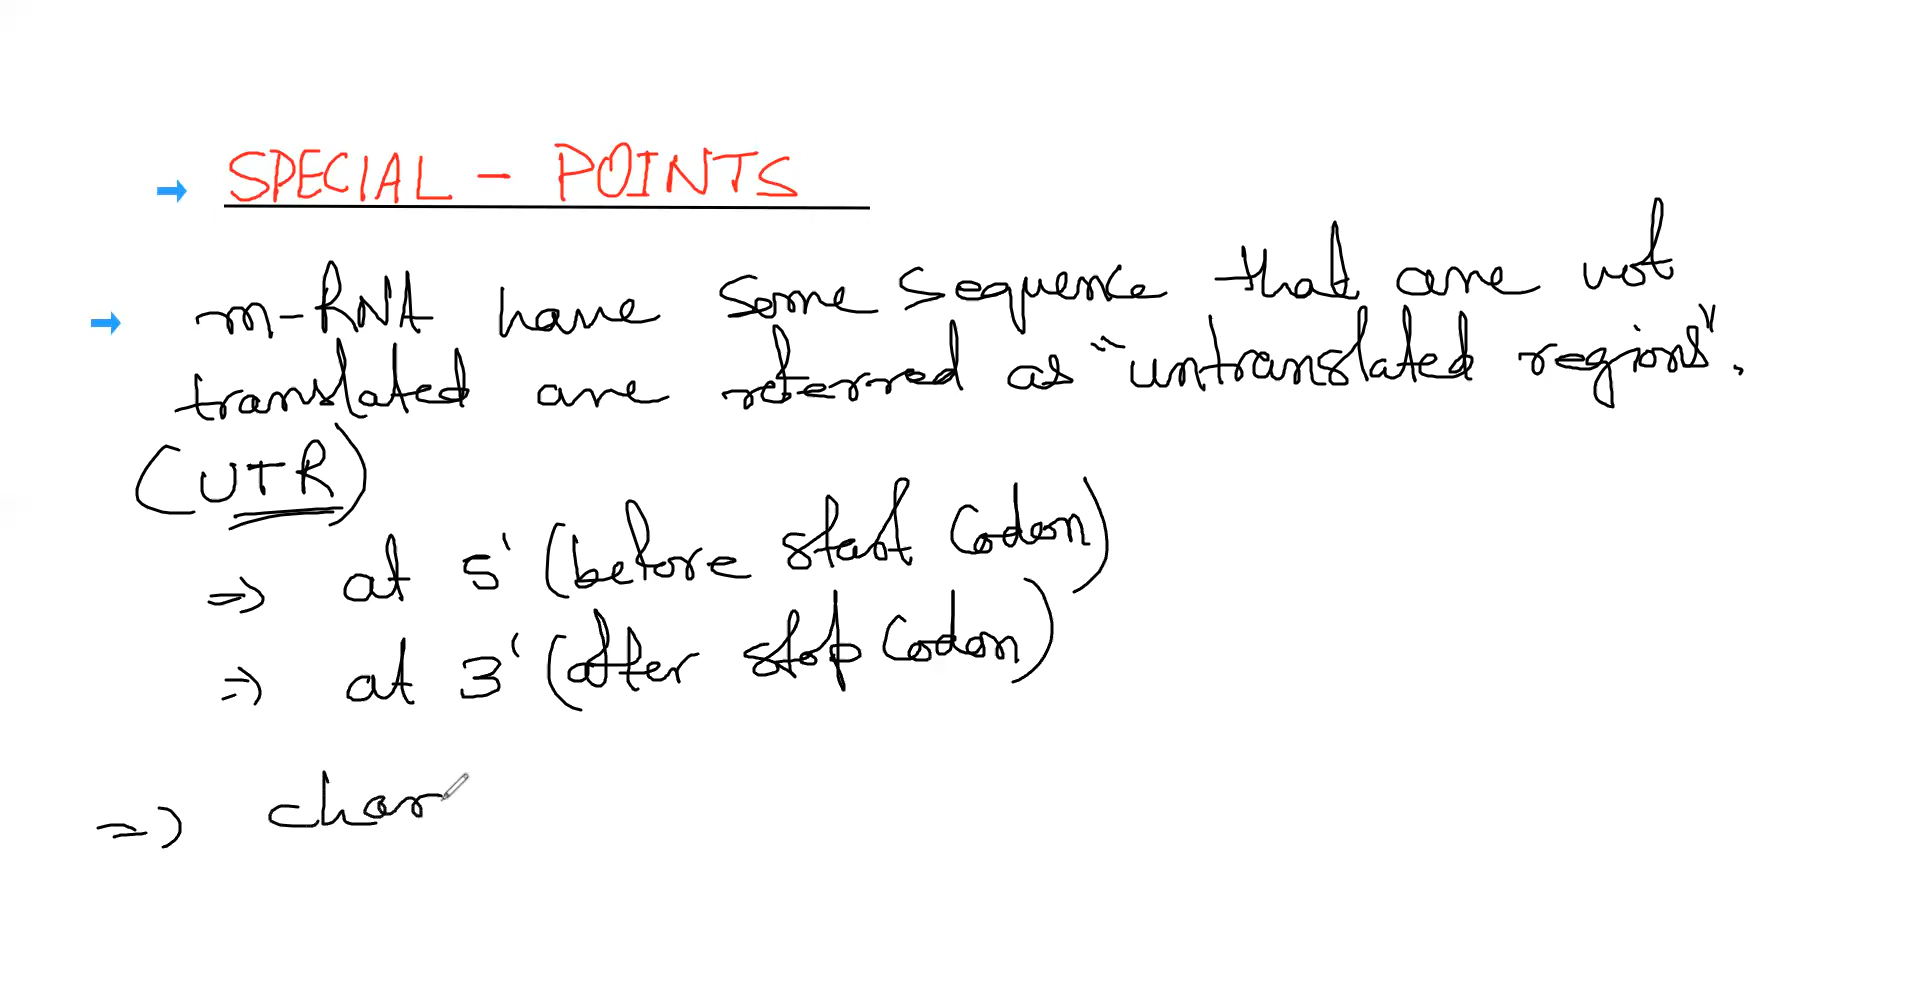 SPECIAL - POINTS
m-RNA have some sequence that are not
translated are referred as "untranslated regions".
(UTR)
=> at 5' (before start codon)
=> at 3' (after stop codon)
=> char